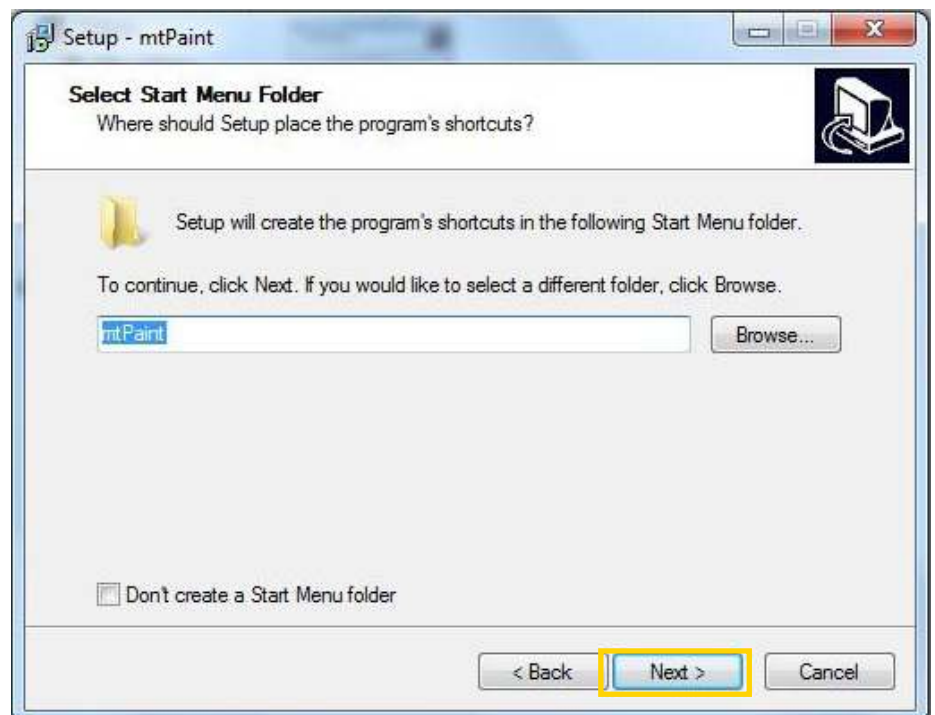 Setup - mtPaint
Select Start Menu Folder
Where should Setup place the program's shortcuts?
Setup will create the program's shortcuts in the following Start Menu folder.
To continue, click Next. If you would like to select a different folder, click Browse.
mtPaint
Browse...
Don't create a Start Menu folder
< Back Next > Cancel